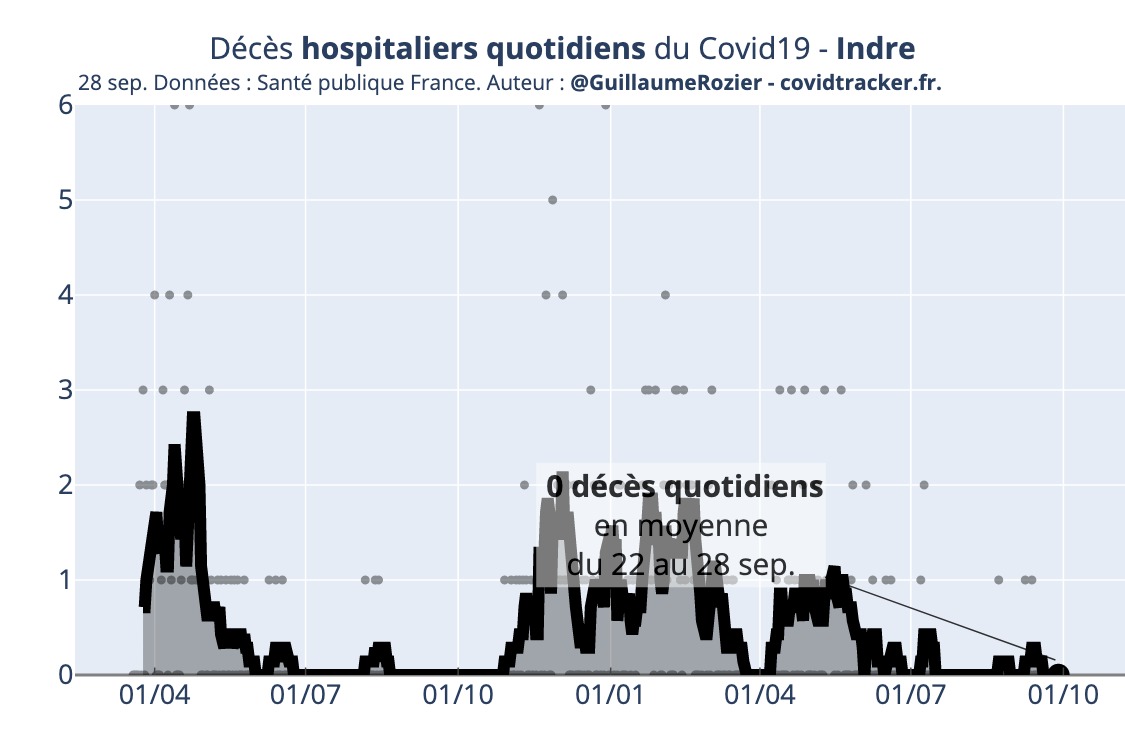 Décès hospitaliers quotidiens du Covid19 - Indre
28 sep. Données : Santé publique France. Auteur : @GuillaumeRozier - covidtracker.fr.
6
5
4
3
2
1
0
0 décès quotidiens
en moyenne
du 22 au 28 sep.
01/04 01/07 01/10 01/01 01/04 01/07 01/10